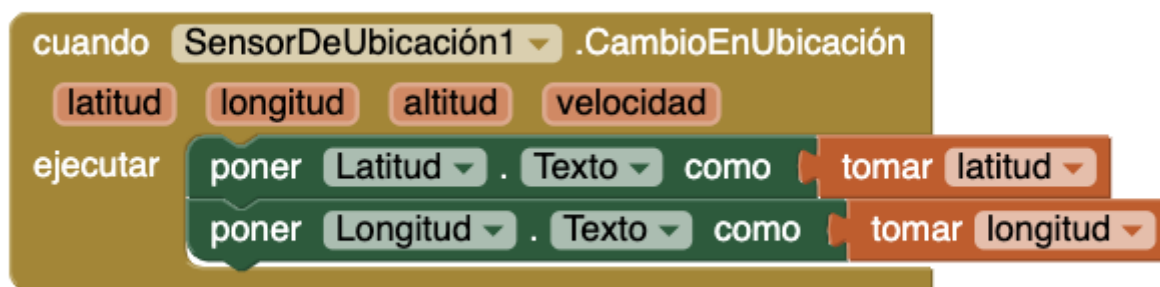 cuando SensorDeUbicación1 .CambioEnUbicación
latitud longitud altitud velocidad
ejecutar poner Latitud . Texto como tomar latitud
poner Longitud . Texto como tomar longitud